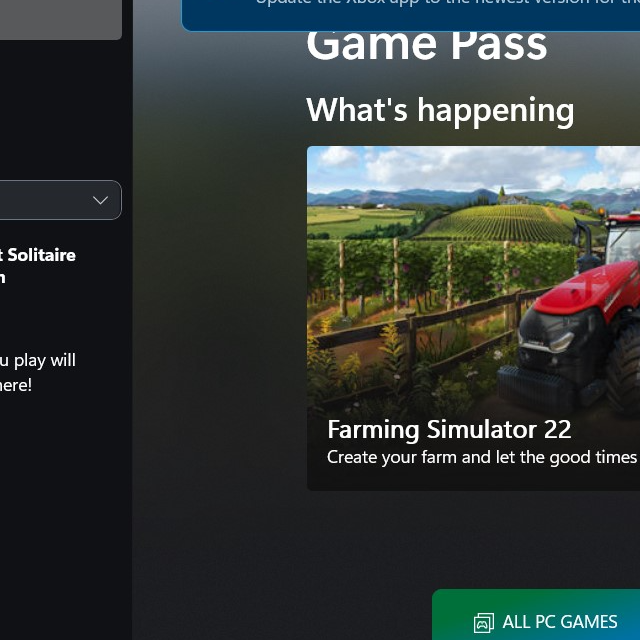 Update the Xbox app to the newest version for th
Game Pass
What's happening
t Solitaire
n
u play will
here!
Farming Simulator 22
Create your farm and let the good times
ALL PC GAMES